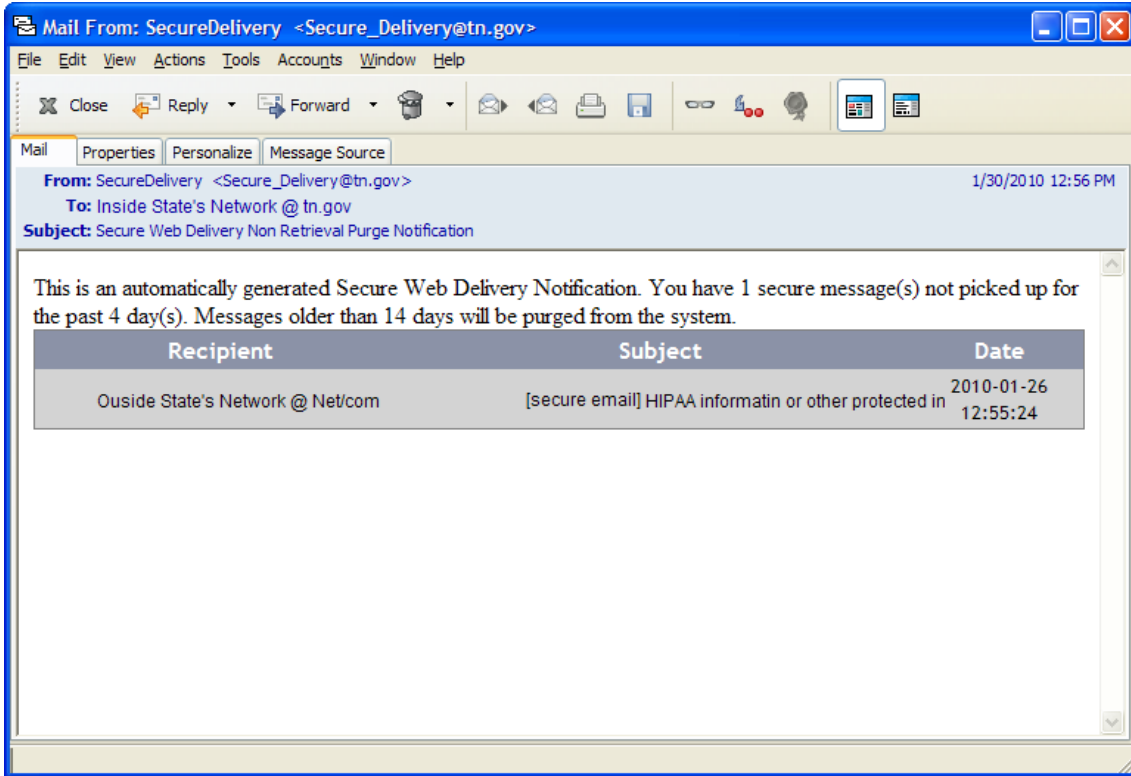 Mail From: SecureDelivery <Secure_Delivery@tn.gov>
File Edit View Actions Tools Accounts Window Help
Close Reply Forward
Mail Properties Personalize Message Source
From: SecureDelivery <Secure_Delivery@tn.gov> 1/30/2010 12:56 PM
To: Inside State's Network @ tn.gov
Subject: Secure Web Delivery Non Retrieval Purge Notification
This is an automatically generated Secure Web Delivery Notification. You have 1 secure message(s) not picked up for
the past 4 day(s). Messages older than 14 days will be purged from the system.
Recipient Subject Date
Ouside State's Network @ Net/com [secure email] HIPAA informatin or other protected in 2010-01-26
12:55:24